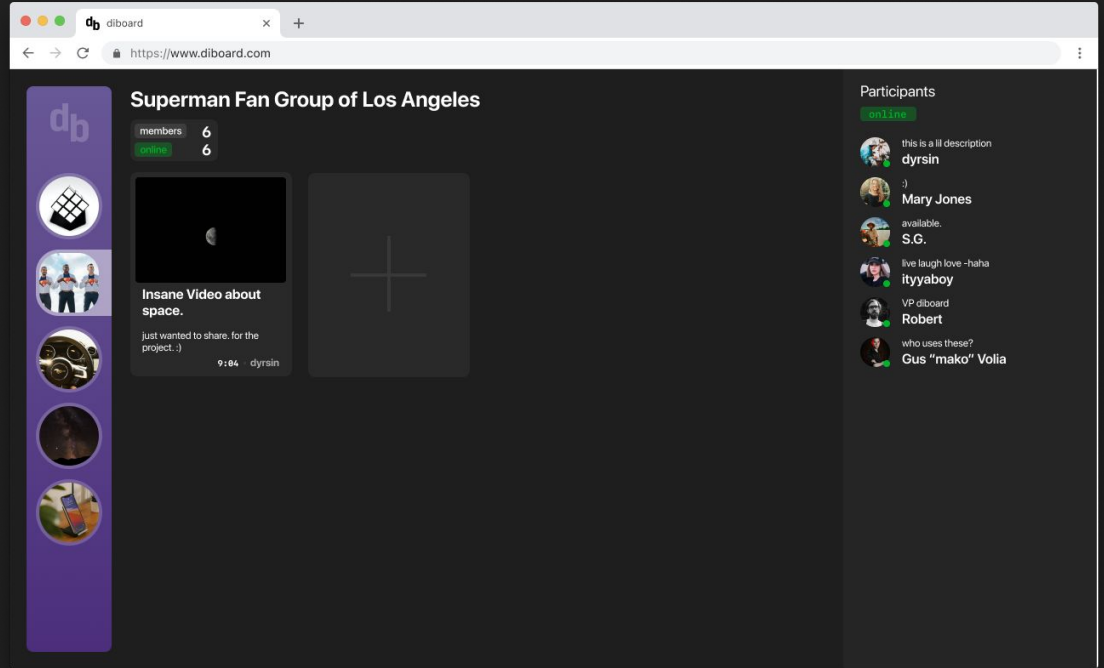 db diboard
https://www.diboard.com
db
Superman Fan Group of Los Angeles
members 6
online 6
Insane Video about
space.
just wanted to share. for the
project. :)
9:04 - dyrsin
Participants
online
this is a lil description
dyrsin
:)
Mary Jones
available.
S.G.
live laugh love -haha
ityyaboy
VP diboard
Robert
who uses these?
Gus “mako” Volia